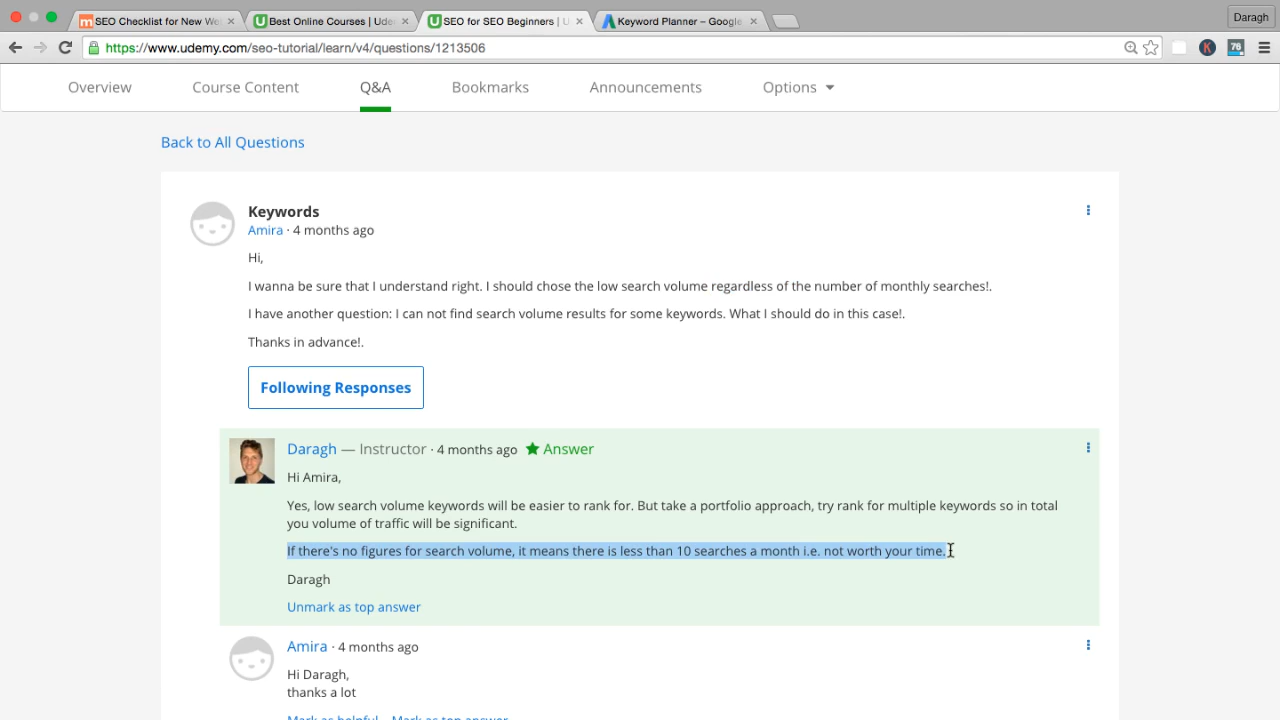 SEO Checklist for New We
Best Online Courses | Ude
SEO for SEO Beginners | U
Keyword Planner – Google
Daragh
https://www.udemy.com/seo-tutorial/learn/v4/questions/1213506
K
76
Overview
Course Content
Q&A
Bookmarks
Announcements
Options
Back to All Questions
Keywords
Amira · 4 months ago
Hi,
I wanna be sure that I understand right. I should chose the low search volume regardless of the number of monthly searches!.
I have another question: I can not find search volume results for some keywords. What I should do in this case!.
Thanks in advance!.
Following Responses
Daragh — Instructor · 4 months ago ★ Answer
Hi Amira,
Yes, low search volume keywords will be easier to rank for. But take a portfolio approach, try rank for multiple keywords so in total
you volume of traffic will be significant.
If there's no figures for search volume, it means there is less than 10 searches a month i.e. not worth your time.
Daragh
Unmark as top answer
Amira · 4 months ago
Hi Daragh,
thanks a lot
Mark as helpful Mark as top answer